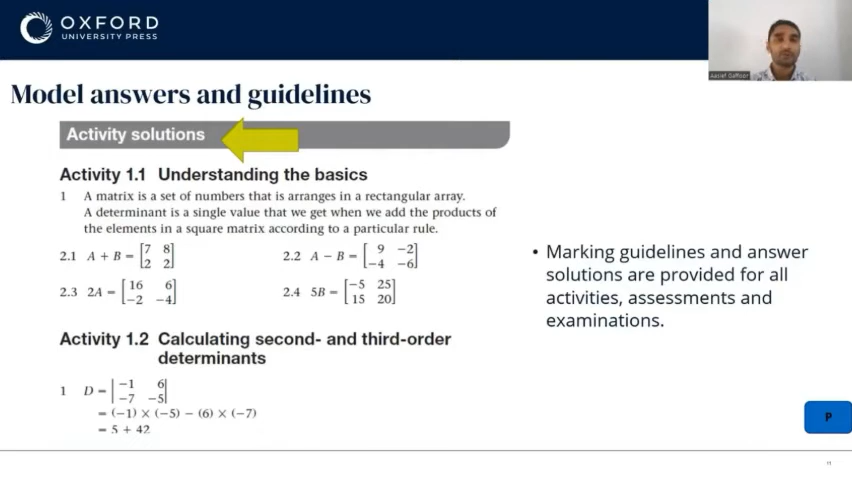 OXFORD
UNIVERSITY PRESS
Aasief Gaffoor
Model answers and guidelines
Activity solutions
Activity 1.1 Understanding the basics
1 A matrix is a set of numbers that is arranges in a rectangular array.
A determinant is a single value that we get when we add the products of
the elements in a square matrix according to a particular rule.
2.1 A + B = [7 8
2 2]
2.2 A − B = [9 −2
−4 −6]
2.3 2A = [16 6
−2 −4]
2.4 5B = [−5 25
15 20]
Activity 1.2 Calculating second- and third-order
determinants
1 D = |−1 6
−7 −5|
= (−1) × (−5) − (6) × (−7)
= 5 + 42
• Marking guidelines and answer
solutions are provided for all
activities, assessments and
examinations.
P
11